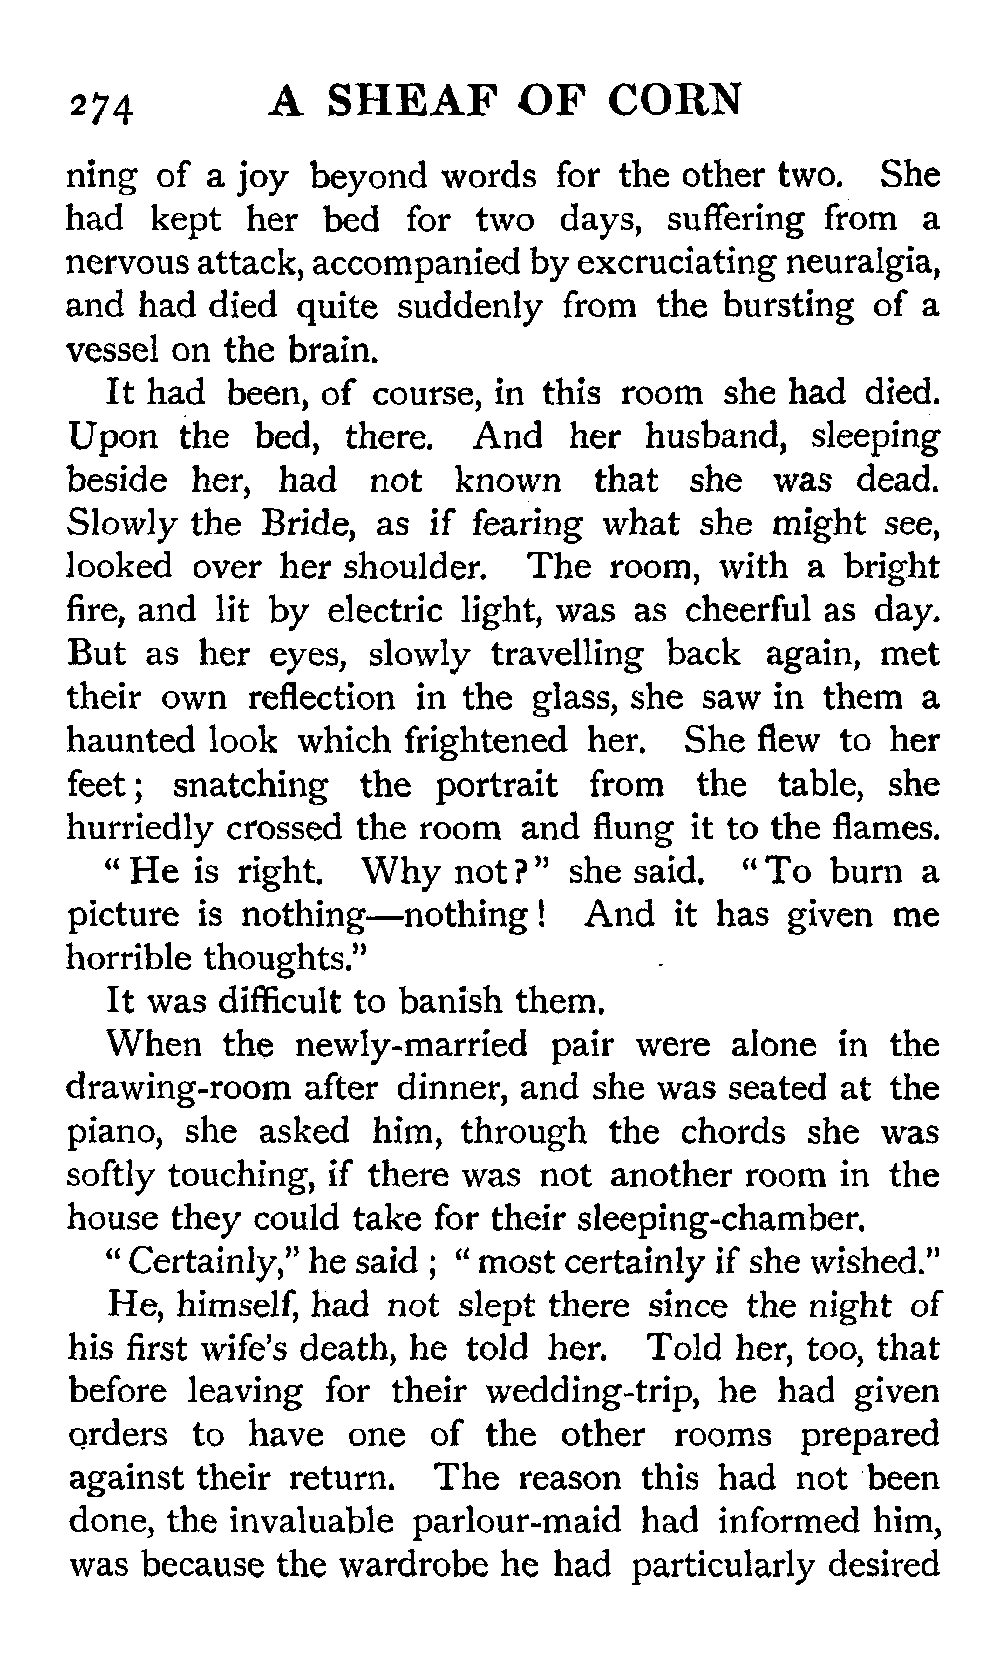 274 A SHEAF OF CORN
ning of a joy beyond words for the other two. She
had kept her bed for two days, suffering from a
nervous attack, accompanied by excruciating neuralgia,
and had died quite suddenly from the bursting of a
vessel on the brain.
It had been, of course, in this room she had died.
Upon the bed, there. And her husband, sleeping
beside her, had not known that she was dead.
Slowly the Bride, as if fearing what she might see,
looked over her shoulder. The room, with a bright
fire, and lit by electric light, was as cheerful as day.
But as her eyes, slowly travelling back again, met
their own reflection in the glass, she saw in them a
haunted look which frightened her. She flew to her
feet; snatching the portrait from the table, she
hurriedly crossed the room and flung it to the flames.
“He is right. Why not?” she said. “To burn a
picture is nothing—nothing! And it has given me
horrible thoughts.”
It was difficult to banish them.
When the newly-married pair were alone in the
drawing-room after dinner, and she was seated at the
piano, she asked him, through the chords she was
softly touching, if there was not another room in the
house they could take for their sleeping-chamber.
“Certainly,” he said; “most certainly if she wished.”
He, himself, had not slept there since the night of
his first wife’s death, he told her. Told her, too, that
before leaving for their wedding-trip, he had given
orders to have one of the other rooms prepared
against their return. The reason this had not been
done, the invaluable parlour-maid had informed him,
was because the wardrobe he had particularly desired